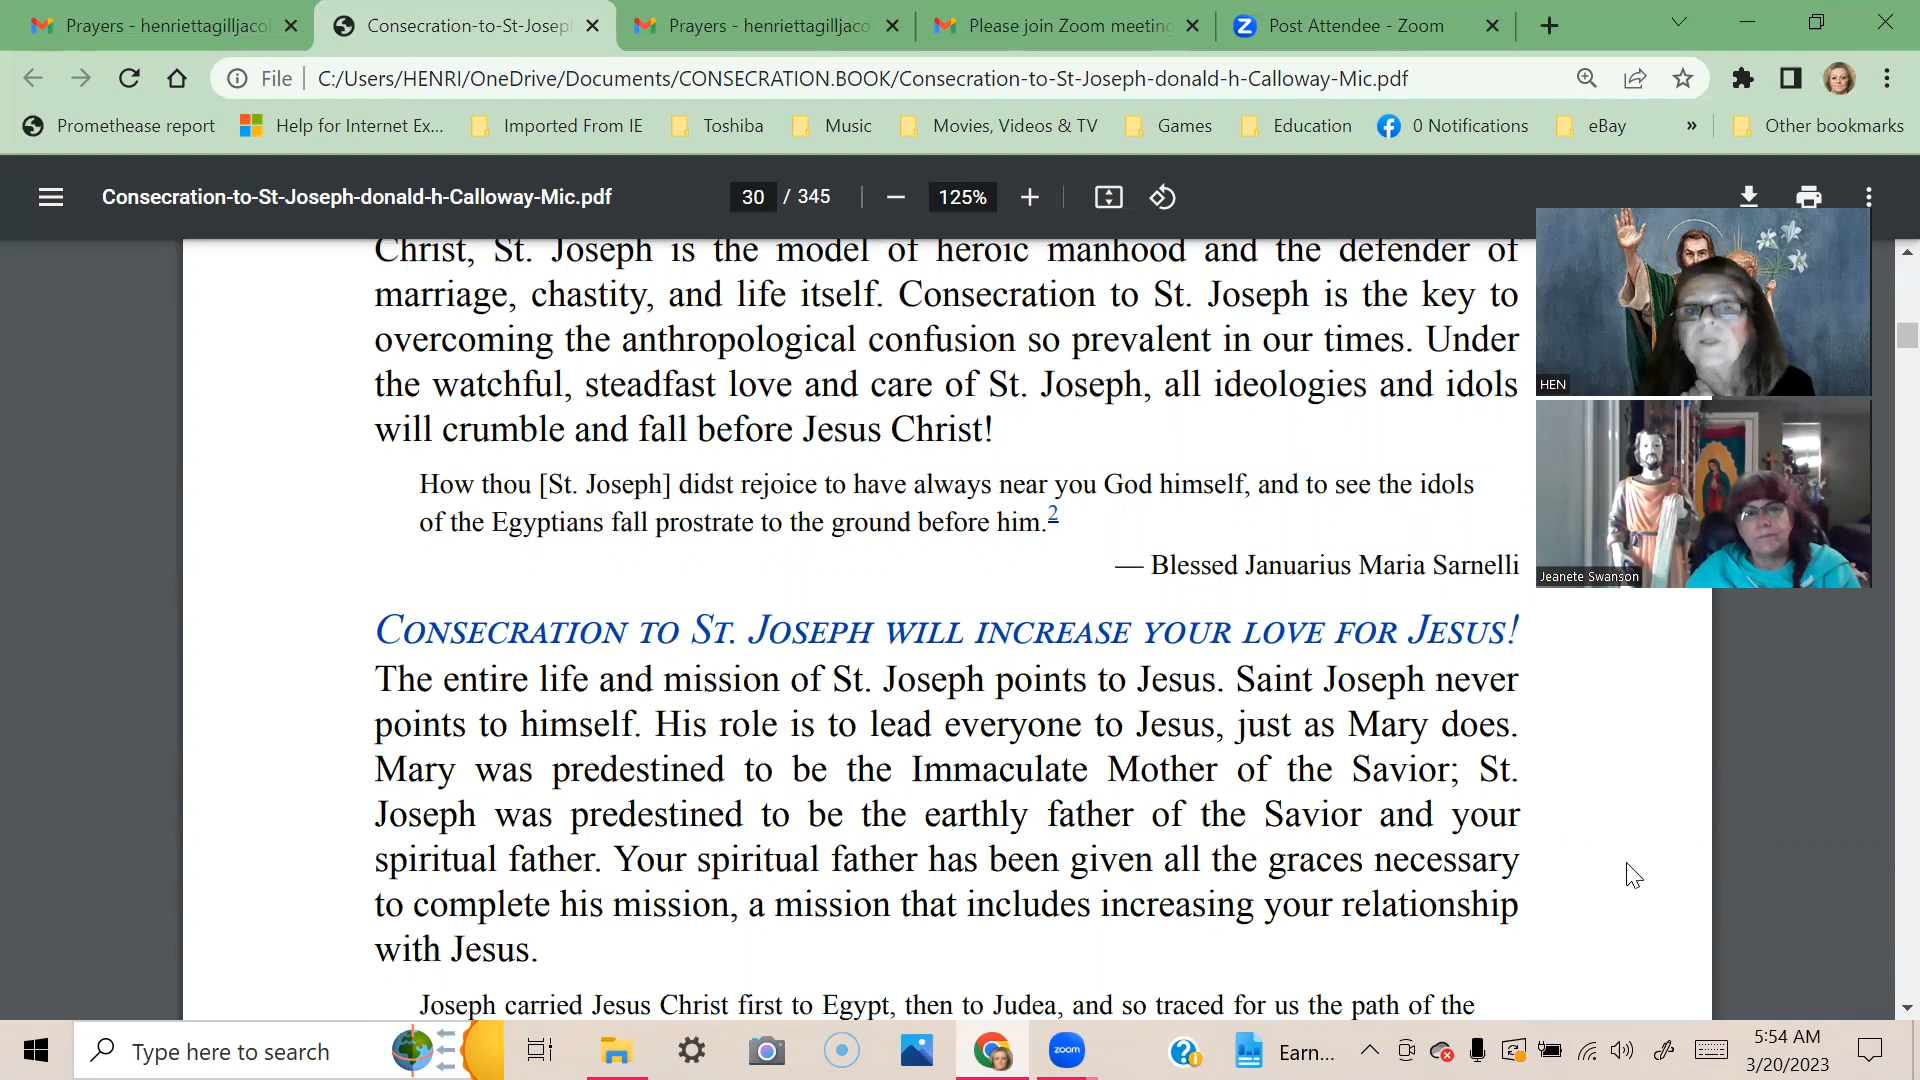 Prayers - henriettagilljaco
Consecration-to-St-Joseph
Prayers - henriettagilljaco
Please join Zoom meeting
Post Attendee - Zoom
File
C:/Users/HENRI/OneDrive/Documents/CONSECRATION.BOOK/Consecration-to-St-Joseph-donald-h-Calloway-Mic.pdf
Promethease report
Help for Internet Ex...
Imported From IE
Toshiba
Music
Movies, Videos & TV
Games
Education
0 Notifications
eBay
»
Other bookmarks
Consecration-to-St-Joseph-donald-h-Calloway-Mic.pdf
30 / 345
125%
Christ, St. Joseph is the model of heroic manhood and the defender of
marriage, chastity, and life itself. Consecration to St. Joseph is the key to
overcoming the anthropological confusion so prevalent in our times. Under
the watchful, steadfast love and care of St. Joseph, all ideologies and idols
will crumble and fall before Jesus Christ!
How thou [St. Joseph] didst rejoice to have always near you God himself, and to see the idols
of the Egyptians fall prostrate to the ground before him.2
— Blessed Januarius Maria Sarnelli
CONSECRATION TO ST. JOSEPH WILL INCREASE YOUR LOVE FOR JESUS!
The entire life and mission of St. Joseph points to Jesus. Saint Joseph never
points to himself. His role is to lead everyone to Jesus, just as Mary does.
Mary was predestined to be the Immaculate Mother of the Savior; St.
Joseph was predestined to be the earthly father of the Savior and your
spiritual father. Your spiritual father has been given all the graces necessary
to complete his mission, a mission that includes increasing your relationship
with Jesus.
Joseph carried Jesus Christ first to Egypt, then to Judea, and so traced for us the path of the
HEN
Jeanete Swanson
Type here to search
zoom
Earn...
5:54 AM
3/20/2023